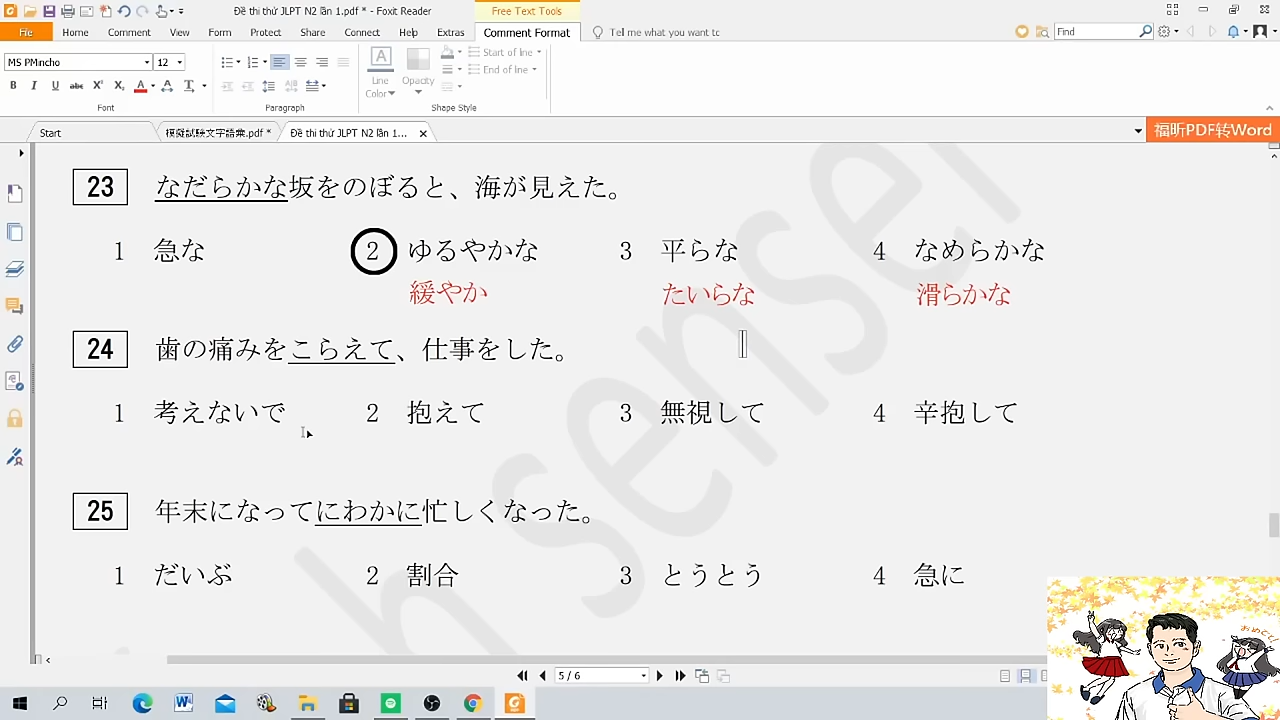 Đề thi thử JLPT N2 lần 1.pdf * - Foxit Reader
Free Text Tools
File Home Comment View Form Protect Share Connect Help Extras Comment Format Tell me what you want tc Find
MS PMincho 12
Line Color
Opacity
Start of line
End of line
Font Paragraph Shape Style
Start 模擬試験文字語彙.pdf * Đề thi thử JLPT N2 lần 1... 福昕PDF转Word
23 なだらかな坂をのぼると、海が見えた。
1 急な 2 ゆるやかな 3 平らな 4 なめらかな
緩やか たいらな 滑らかな
24 歯の痛みをこらえて、仕事をした。
1 考えないで 2 抱えて 3 無視して 4 辛抱して
25 年末になってにわかに忙しくなった。
1 だいぶ 2 割合 3 とうとう 4 急に
h sensei
おめでとう!
5 / 6